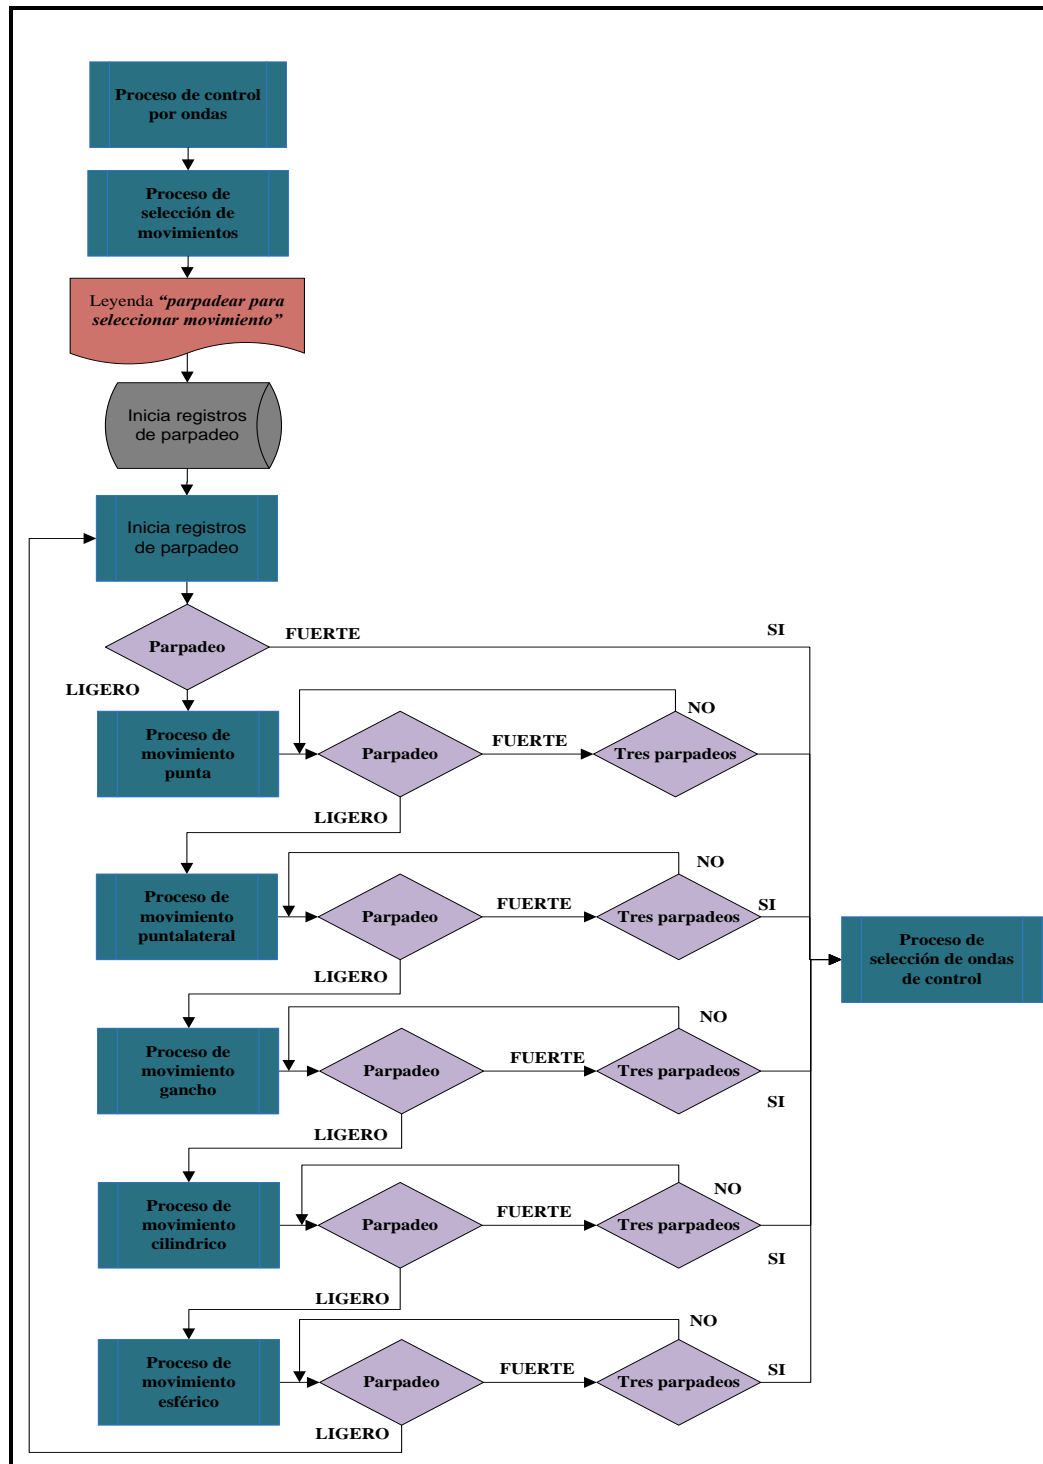 Proceso de control
por ondas
Proceso de
selección de
movimientos
Leyenda “parpadear para
seleccionar movimiento”
Inicia registros
de parpadeo
Inicia registros
de parpadeo
Parpadeo
FUERTE
SI
LIGERO
Proceso de
movimiento
punta
Parpadeo
FUERTE
Tres parpadeos
NO
LIGERO
Proceso de
movimiento
puntalateral
Parpadeo
FUERTE
Tres parpadeos
NO
SI
Proceso de
selección de ondas
de control
LIGERO
Proceso de
movimiento
gancho
Parpadeo
FUERTE
Tres parpadeos
NO
SI
LIGERO
Proceso de
movimiento
cilindrico
Parpadeo
FUERTE
Tres parpadeos
NO
SI
LIGERO
Proceso de
movimiento
esférico
Parpadeo
FUERTE
Tres parpadeos
NO
SI
LIGERO